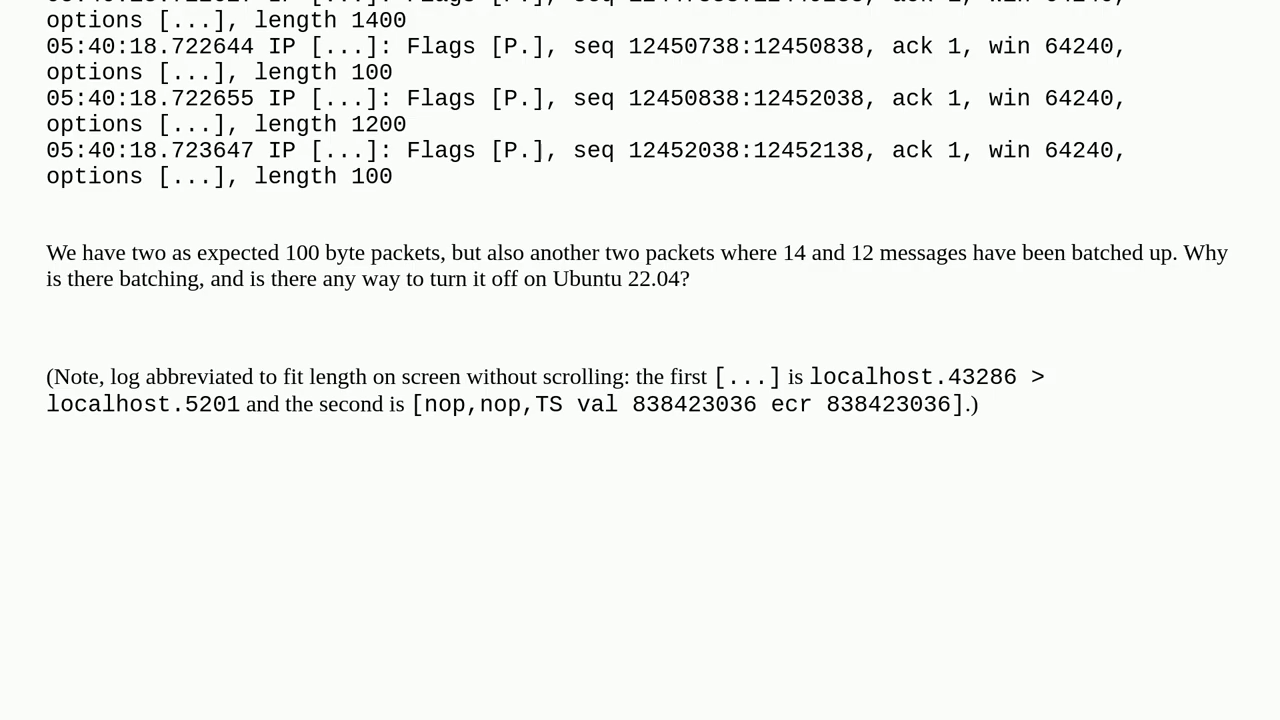 options [...], length 1400
05:40:18.722644 IP [...]: Flags [P.], seq 12450738:12450838, ack 1, win 64240,
options [...], length 100
05:40:18.722655 IP [...]: Flags [P.], seq 12450838:12452038, ack 1, win 64240,
options [...], length 1200
05:40:18.723647 IP [...]: Flags [P.], seq 12452038:12452138, ack 1, win 64240,
options [...], length 100
We have two as expected 100 byte packets, but also another two packets where 14 and 12 messages have been batched up. Why
is there batching, and is there any way to turn it off on Ubuntu 22.04?
(Note, log abbreviated to fit length on screen without scrolling: the first [...] is localhost.43286 >
localhost.5201 and the second is [nop,nop,TS val 838423036 ecr 838423036].)